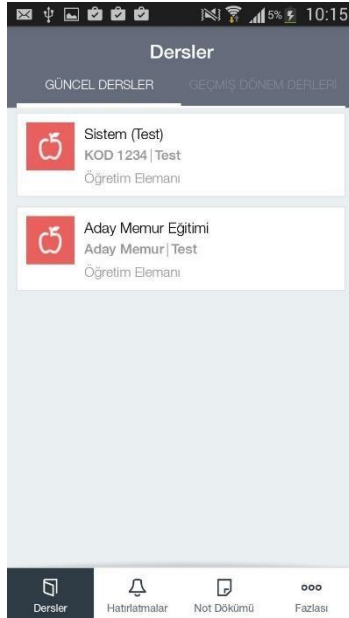 5% 10:15
Dersler
GÜNCEL DERSLER GEÇMİŞ DÖNEM DERLERİ
Sistem (Test)
KOD 1234|Test
Öğretim Elemanı
Aday Memur Eğitimi
Aday Memur|Test
Öğretim Elemanı
Dersler Hatırlatmalar Not Dökümü Fazlası